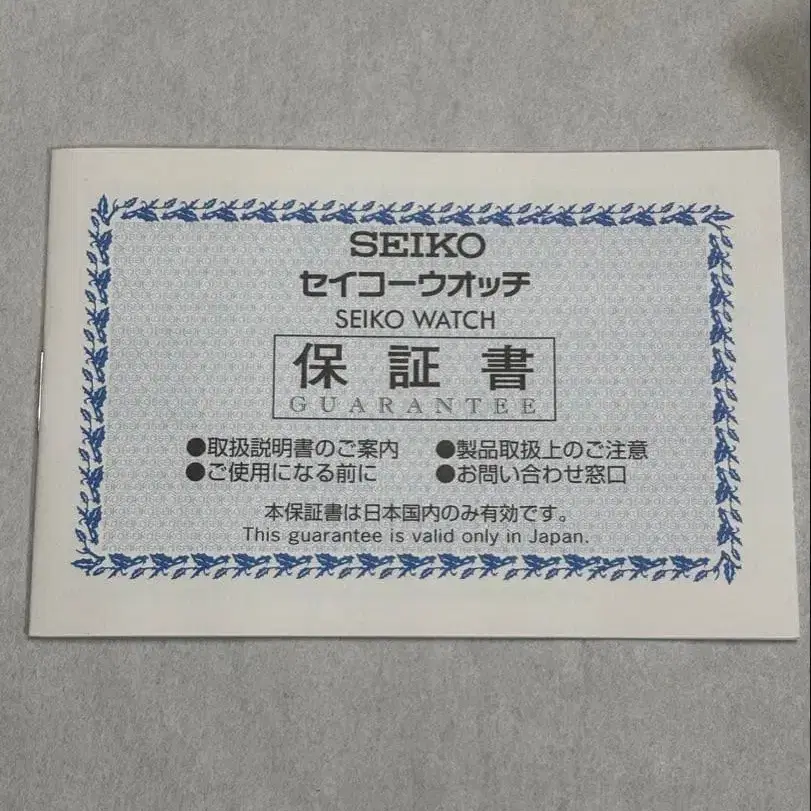 SEIKO
セイコーウオッチ
SEIKO WATCH
保証書
GUARANTEE
●取扱説明書のご案内 ●製品取扱上のご注意
●ご使用になる前に ●お問い合わせ窓口
本保証書は日本国内のみ有効です。
This guarantee is valid only in Japan.